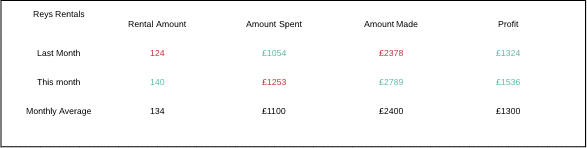 Reys Rentals
Rental Amount Amount Spent Amount Made Profit
Last Month 124 £1054 £2378 £1324
This month 140 £1253 £2789 £1536
Monthly Average 134 £1100 £2400 £1300